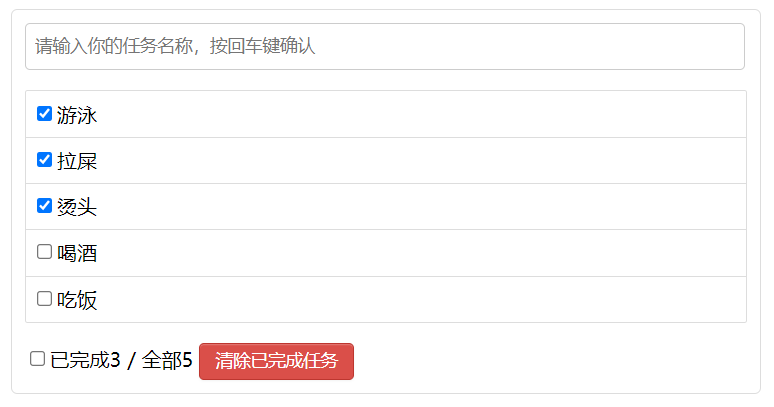 请输入你的任务名称，按回车键确认
游泳
拉屎
烫头
喝酒
吃饭
已完成3 / 全部5 清除已完成任务